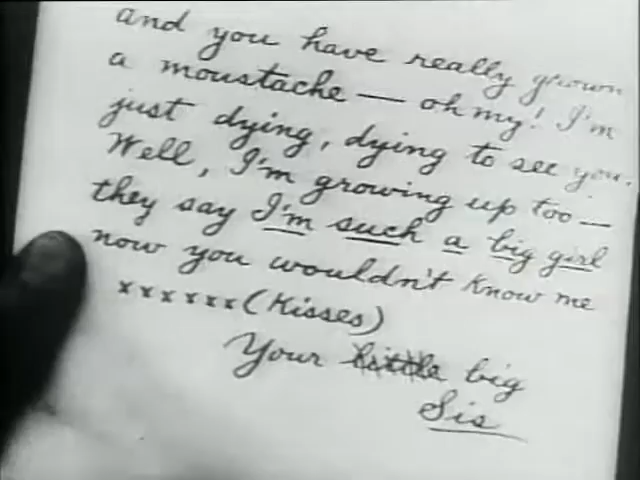 and you have really grown
a moustache — oh my! I'm
just dying, dying to see you.
Well, I'm growing up too —
they say I'm such a big girl
now you wouldn't know me
xxxxxx (Kisses)
Your little big
Sis